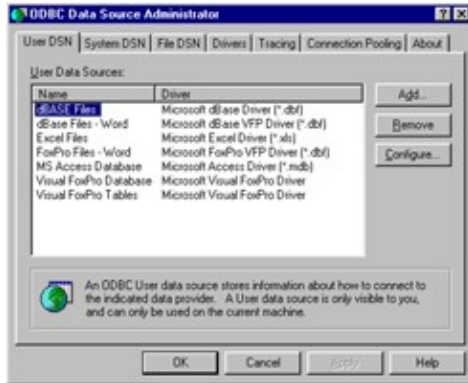 ODBC Data Source Administrator
User DSN System DSN File DSN Drivers Tracing Connection Pooling About
User Data Sources:
Name Driver
dBASE Files Microsoft dBase Driver (*.dbf)
dBase Files - Word Microsoft dBase VFP Driver (*.dbf)
Excel Files Microsoft Excel Driver (*.xls)
FoxPro Files - Word Microsoft FoxPro VFP Driver (*.dbf)
MS Access Database Microsoft Access Driver (*.mdb)
Visual FoxPro Database Microsoft Visual FoxPro Driver
Visual FoxPro Tables Microsoft Visual FoxPro Driver
Add...
Remove
Configure...
An ODBC User data source stores information about how to connect to
the indicated data provider. A User data source is only visible to you,
and can only be used on the current machine.
OK Cancel Apply Help